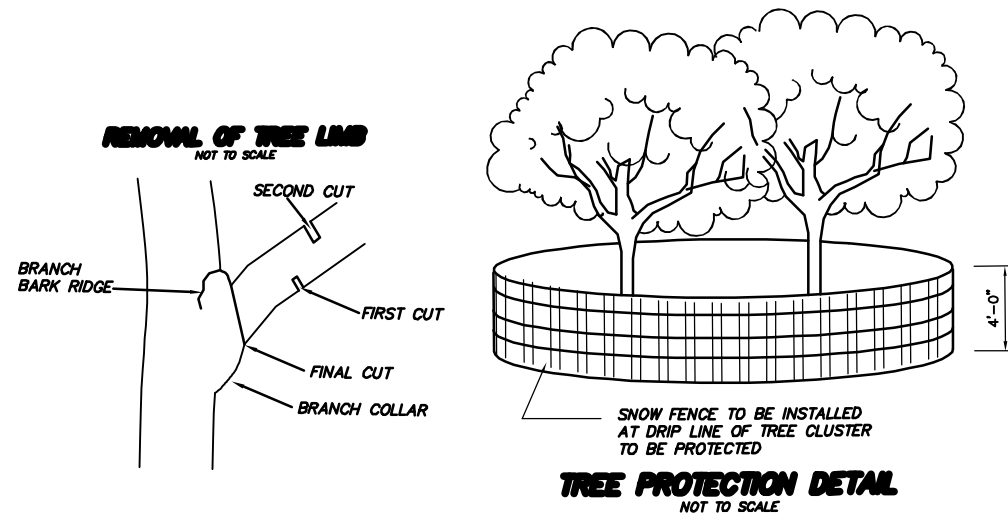 REMOVAL OF TREE LIMB
NOT TO SCALE
SECOND CUT
BRANCH
BARK RIDGE
FIRST CUT
FINAL CUT
BRANCH COLLAR
4'-0"
SNOW FENCE TO BE INSTALLED
AT DRIP LINE OF TREE CLUSTER
TO BE PROTECTED
TREE PROTECTION DETAIL
NOT TO SCALE